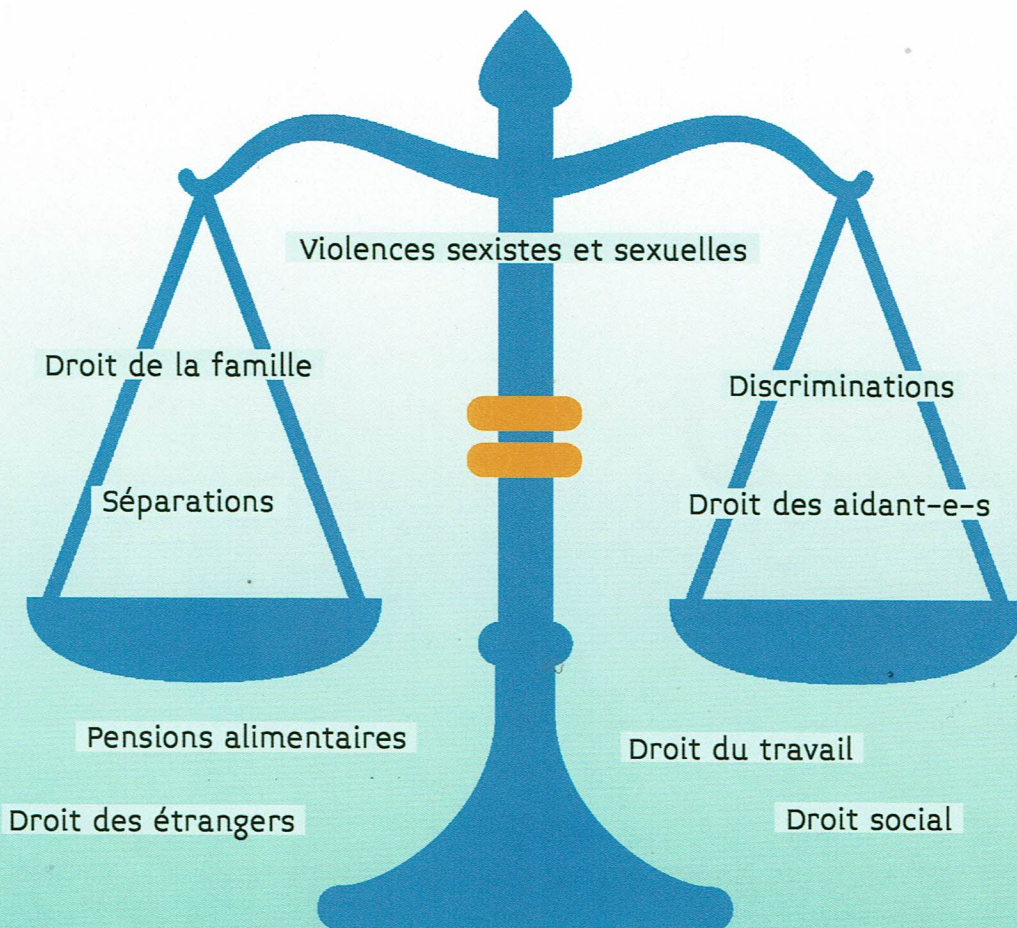 Violences sexistes et sexuelles
Droit de la famille
Discriminations
Séparations
Droit des aidant-e-s
Pensions alimentaires
Droit du travail
Droit des étrangers
Droit social